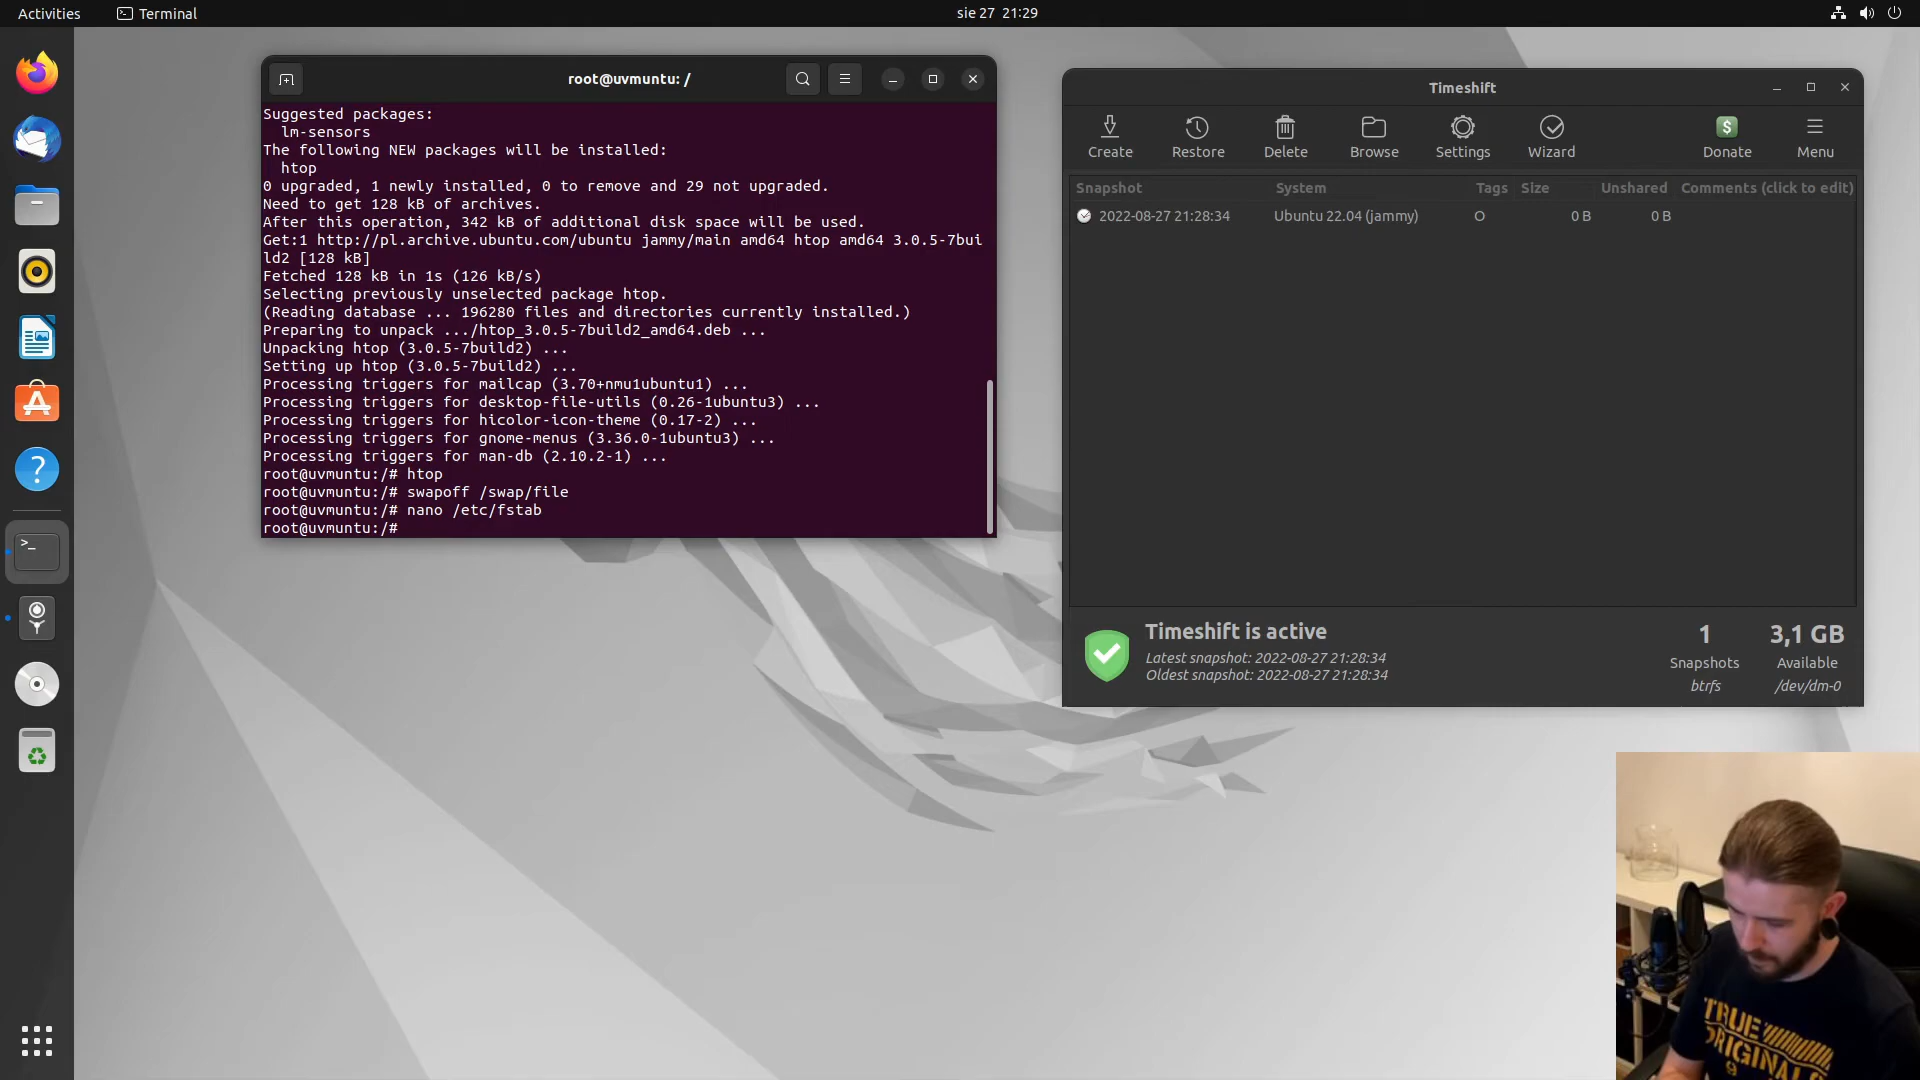 Activities
Terminal
sie 27 21:29
root@uvmuntu: /
Suggested packages:
lm-sensors
The following NEW packages will be installed:
htop
0 upgraded, 1 newly installed, 0 to remove and 29 not upgraded.
Need to get 128 kB of archives.
After this operation, 342 kB of additional disk space will be used.
Get:1 http://pl.archive.ubuntu.com/ubuntu jammy/main amd64 htop amd64 3.0.5-7bui
ld2 [128 kB]
Fetched 128 kB in 1s (126 kB/s)
Selecting previously unselected package htop.
(Reading database ... 196280 files and directories currently installed.)
Preparing to unpack .../htop_3.0.5-7build2_amd64.deb ...
Unpacking htop (3.0.5-7build2) ...
Setting up htop (3.0.5-7build2) ...
Processing triggers for mailcap (3.70+nmu1ubuntu1) ...
Processing triggers for desktop-file-utils (0.26-1ubuntu3) ...
Processing triggers for hicolor-icon-theme (0.17-2) ...
Processing triggers for gnome-menus (3.36.0-1ubuntu3) ...
Processing triggers for man-db (2.10.2-1) ...
root@uvmuntu:/# htop
root@uvmuntu:/# swapoff /swap/file
root@uvmuntu:/# nano /etc/fstab
root@uvmuntu:/#
Timeshift
Create Restore Delete Browse Settings Wizard Donate Menu
Snapshot System Tags Size Unshared Comments (click to edit)
2022-08-27 21:28:34 Ubuntu 22.04 (jammy) O 0 B 0 B
Timeshift is active
Latest snapshot: 2022-08-27 21:28:34
Oldest snapshot: 2022-08-27 21:28:34
1
Snapshots
btrfs
3,1 GB
Available
/dev/dm-0
TRUE
ORIGINALS